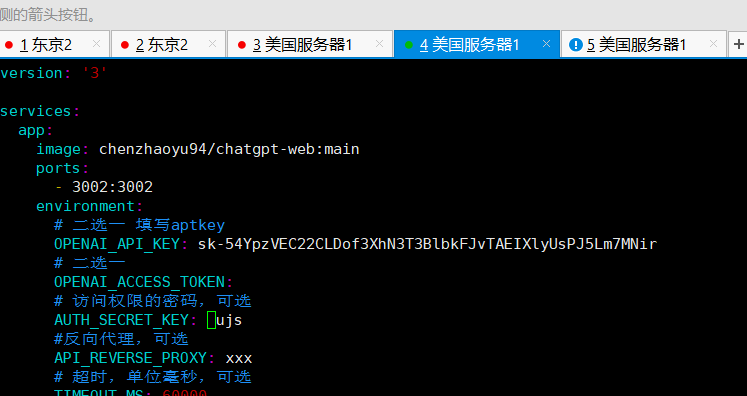 侧的箭头按钮。
1 东京2 × 2 东京2 × 3 美国服务器1 × 4 美国服务器1 × 5 美国服务器1 × +
version: '3'
services:
app:
image: chenzhaoyu94/chatgpt-web:main
ports:
- 3002:3002
environment:
# 二选一 填写aptkey
OPENAI_API_KEY: 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
# 二选一
OPENAI_ACCESS_TOKEN:
# 访问权限的密码，可选
AUTH_SECRET_KEY: ujs
#反向代理，可选
API_REVERSE_PROXY: xxx
# 超时，单位毫秒，可选
TIMEOUT_MS: 60000